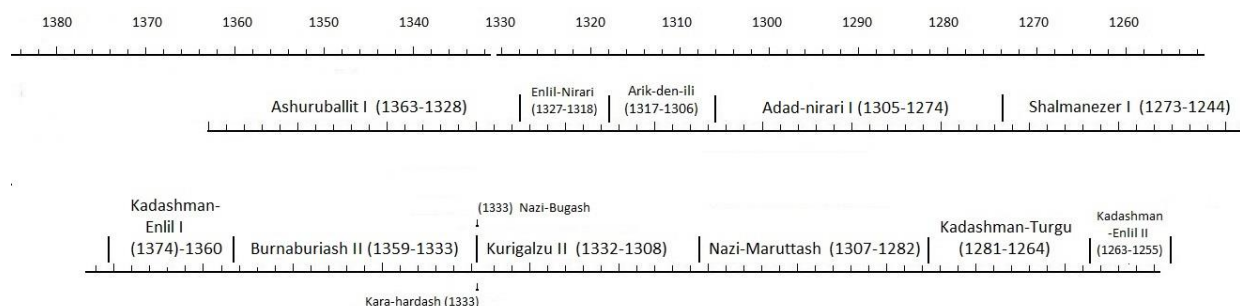 1380 1370 1360 1350 1340 1330 1320 1310 1300 1290 1280 1270 1260
Ashuruballit I (1363-1328)
Enlil-Nirari
(1327-1318)
Arik-den-ili
(1317-1306)
Adad-nirari I (1305-1274)
Shalmanezer I (1273-1244)
Kadashman-
Enlil I
(1374)-1360
Burnaburiash II (1359-1333)
(1333) Nazi-Bugash
Kurigalzu II (1332-1308)
Nazi-Maruttash (1307-1282)
Kadashman-Turgu
(1281-1264)
Kadashman
-Enlil II
(1263-1255)
Kara-hardash (1333)